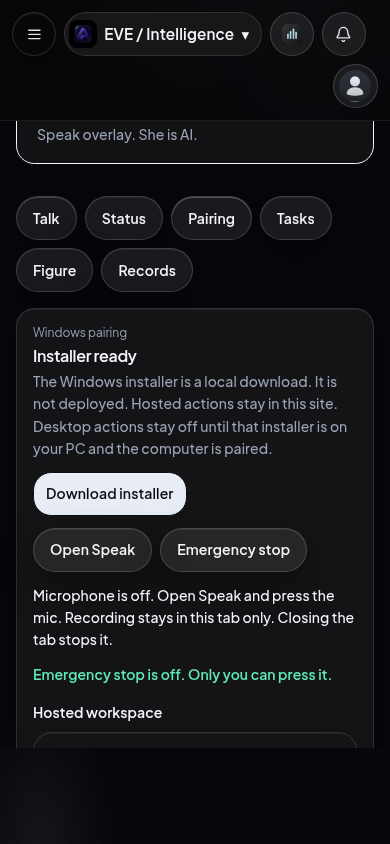 EVE / Intelligence ▾
Speak overlay. She is AI.
Talk
Status
Pairing
Tasks
Figure
Records
Windows pairing
Installer ready
The Windows installer is a local download. It is
not deployed. Hosted actions stay in this site.
Desktop actions stay off until that installer is on
your PC and the computer is paired.
Download installer
Open Speak
Emergency stop
Microphone is off. Open Speak and press the
mic. Recording stays in this tab only. Closing the
tab stops it.
Emergency stop is off. Only you can press it.
Hosted workspace